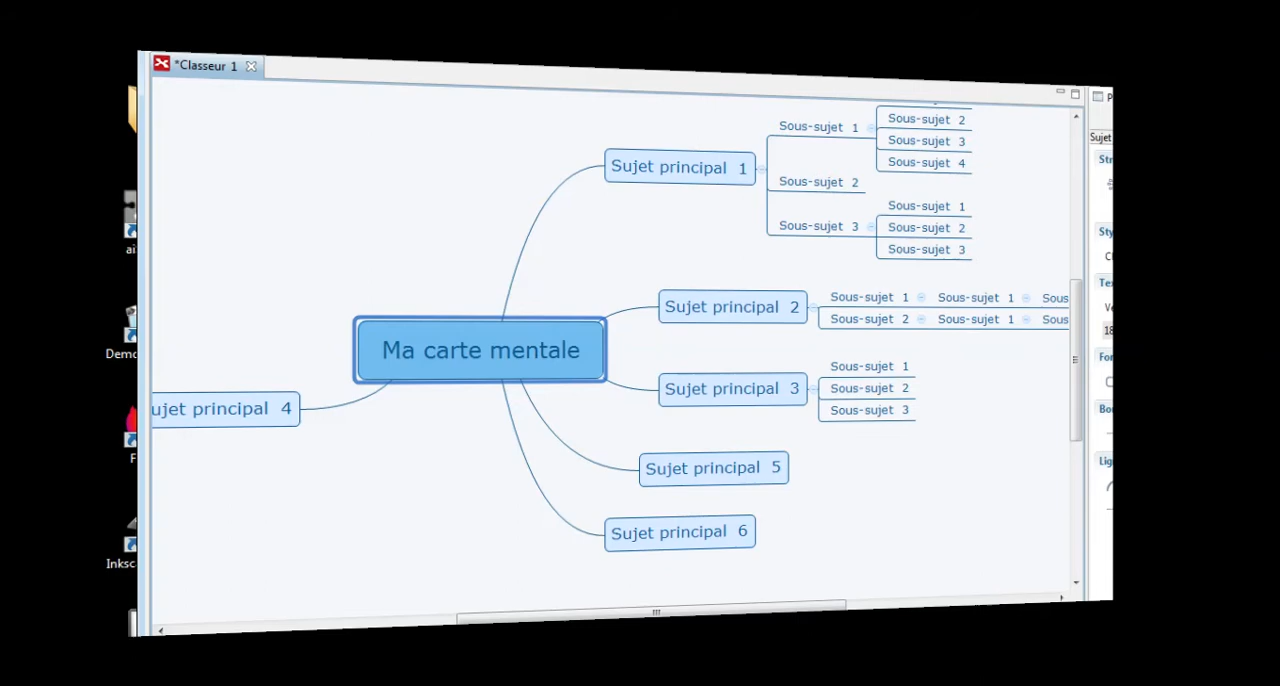 *Classeur 1
Sous-sujet 2
Sous-sujet 1
Sous-sujet 3
Sous-sujet 4
Sujet principal 1
Sous-sujet 2
Sous-sujet 1
Sous-sujet 3
Sous-sujet 2
Sous-sujet 3
Sujet principal 2
Sous-sujet 1
Sous-sujet 1
Sous
Sous-sujet 2
Sous-sujet 1
Sous
Ma carte mentale
Sujet principal 3
Sous-sujet 1
Sous-sujet 2
Sous-sujet 3
ujet principal 4
Sujet principal 5
Sujet principal 6
Sujet
18
ai
Demo
Inksc